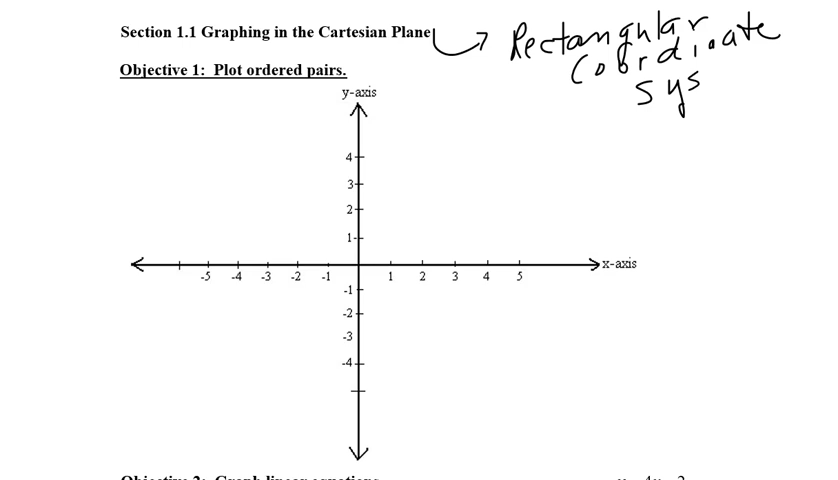 Section 1.1 Graphing in the Cartesian Plane
Rectangular
Coordinate
sys
Objective 1: Plot ordered pairs.
y-axis
4
3
2
1
-5 -4 -3 -2 -1 1 2 3 4 5
x-axis
-1
-2
-3
-4